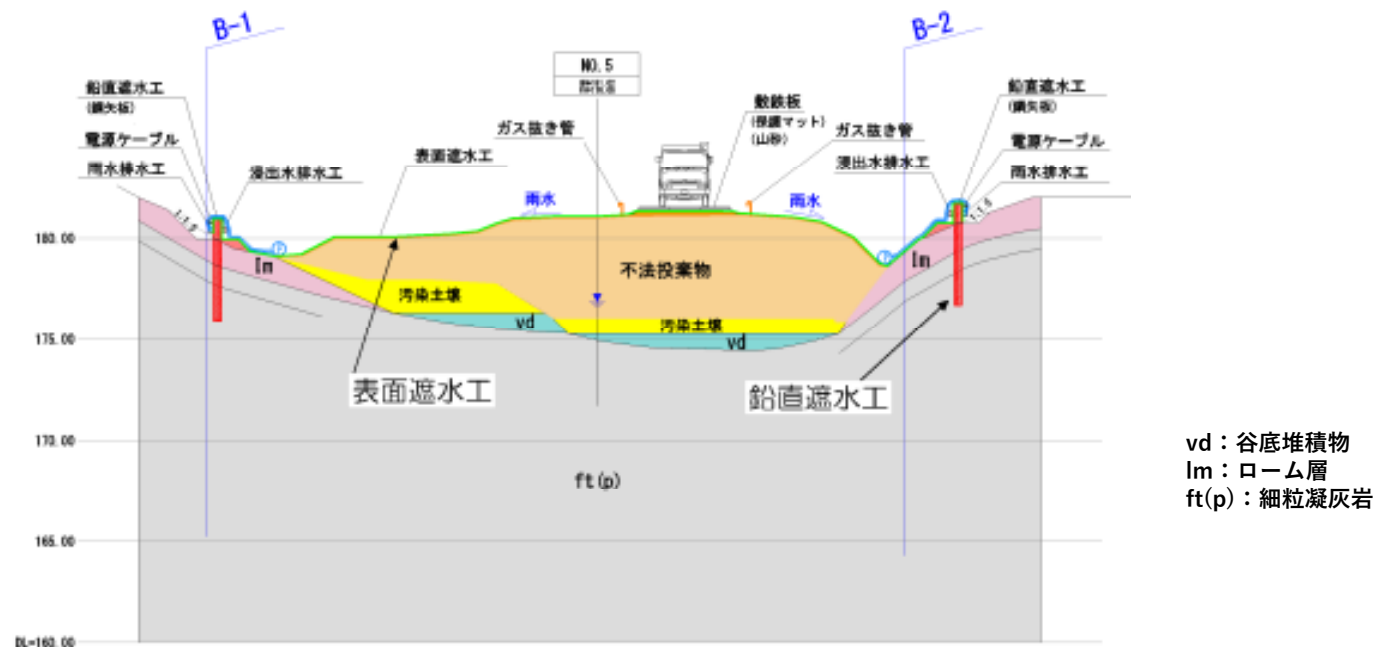 B-1
B-2
NO.5
鉛直遮水工
(鋼矢板)
電源ケーブル
雨水排水工
浸出水排水工
表面遮水工
ガス抜き管
敷鉄板
(保護マット)
(山砂)
ガス抜き管
浸出水排水工
鉛直遮水工
(鋼矢板)
電源ケーブル
雨水排水工
雨水
雨水
180.00
lm
lm
不法投棄物
汚染土壌
汚染土壌
vd
vd
175.00
表面遮水工
鉛直遮水工
170.00
ft(p)
165.00
DL=160.00
vd：谷底堆積物
lm：ローム層
ft(p)：細粒凝灰岩